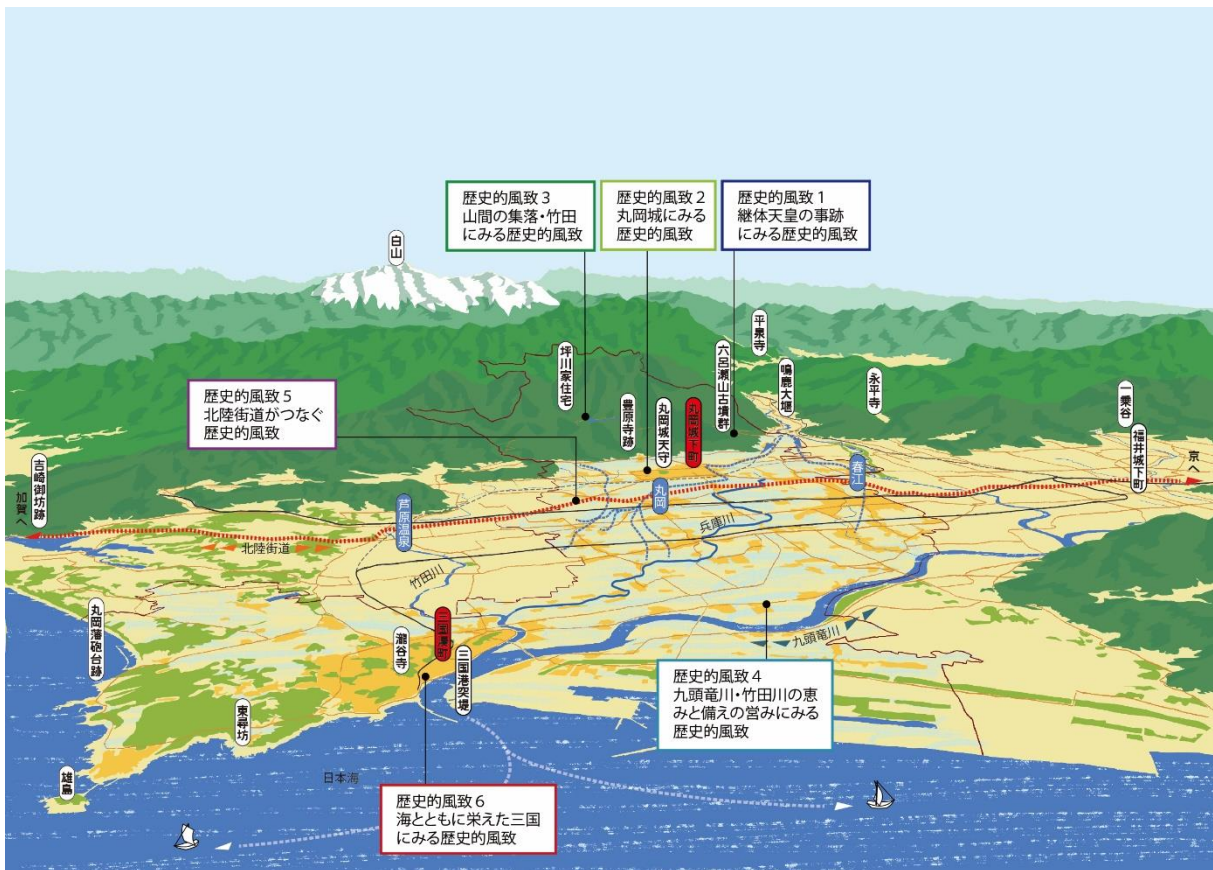 歴史的風致3
山間の集落・竹田
にみる歴史的風致
歴史的風致2
丸岡城にみる
歴史的風致
歴史的風致1
継体天皇の事跡
にみる歴史的風致
白山
平泉寺
坪川家住宅
豊原寺跡
丸岡城天守
丸岡城下町
六呂瀬山古墳群
鳴鹿大堰
永平寺
一乗谷
福井城下町
京へ
歴史的風致5
北陸街道がつなぐ
歴史的風致
吉崎御坊跡
加賀へ
北陸街道
芦原温泉
丸岡
春江
兵庫川
竹田川
九頭竜川
丸岡藩砲台跡
瀧谷寺
三国湊町
三国港突堤
東尋坊
雄島
日本海
歴史的風致4
九頭竜川・竹田川の恵
みと備えの営みにみる
歴史的風致
歴史的風致6
海とともに栄えた三国
にみる歴史的風致